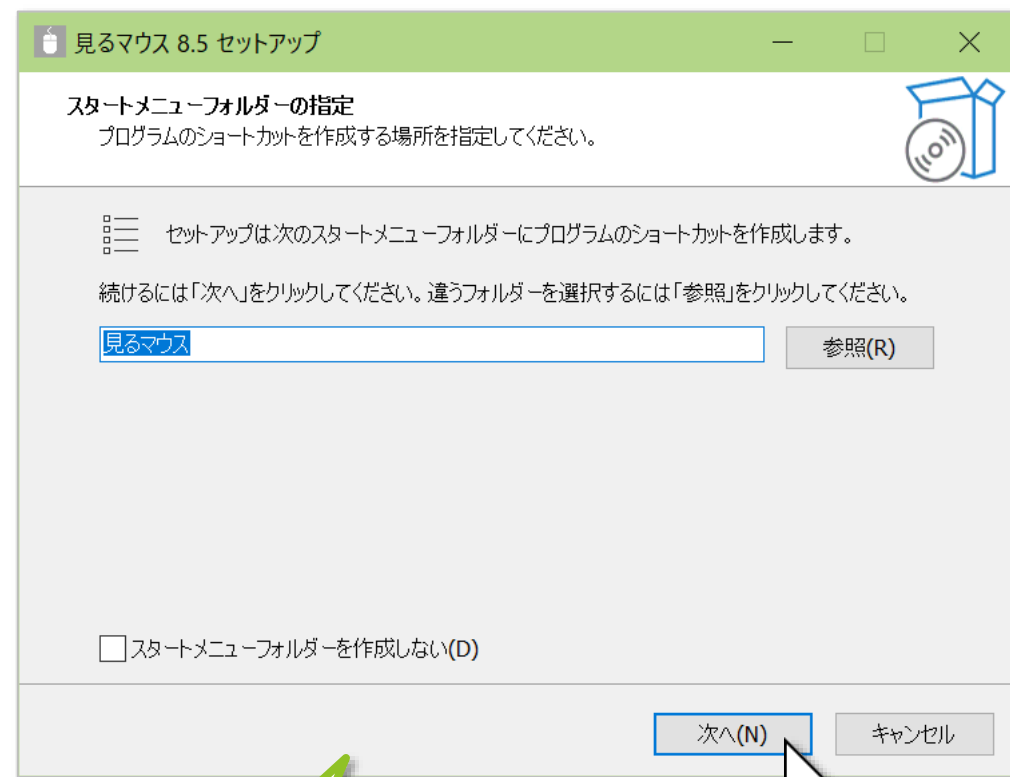 見るマウス 8.5 セットアップ
スタートメニューフォルダーの指定
プログラムのショートカットを作成する場所を指定してください。
セットアップは次のスタートメニューフォルダーにプログラムのショートカットを作成します。
続けるには「次へ」をクリックしてください。違うフォルダーを選択するには「参照」をクリックしてください。
見るマウス
参照(R)
スタートメニューフォルダーを作成しない(D)
次へ(N)
キャンセル